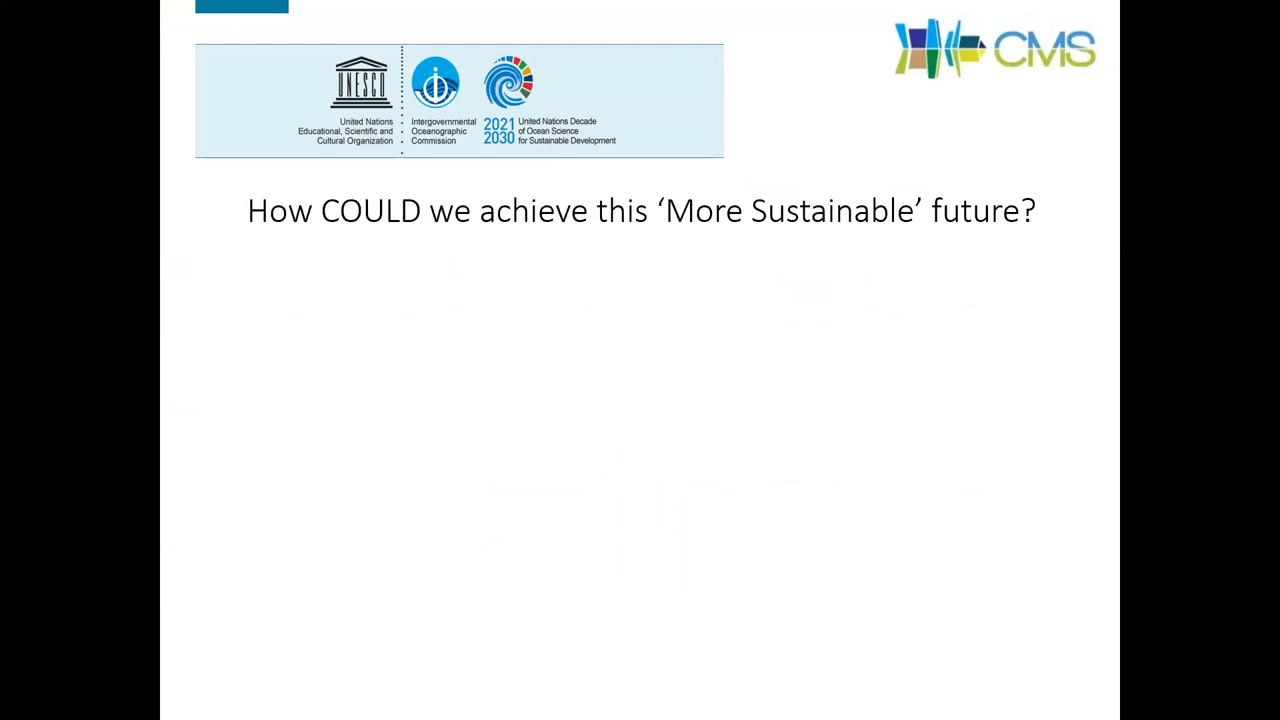 UNESCO
United Nations
Educational, Scientific and
Cultural Organization
Intergovernmental
Oceanographic
Commission
2021
2030
United Nations Decade
of Ocean Science
for Sustainable Development
CMS
How COULD we achieve this ‘More Sustainable’ future?